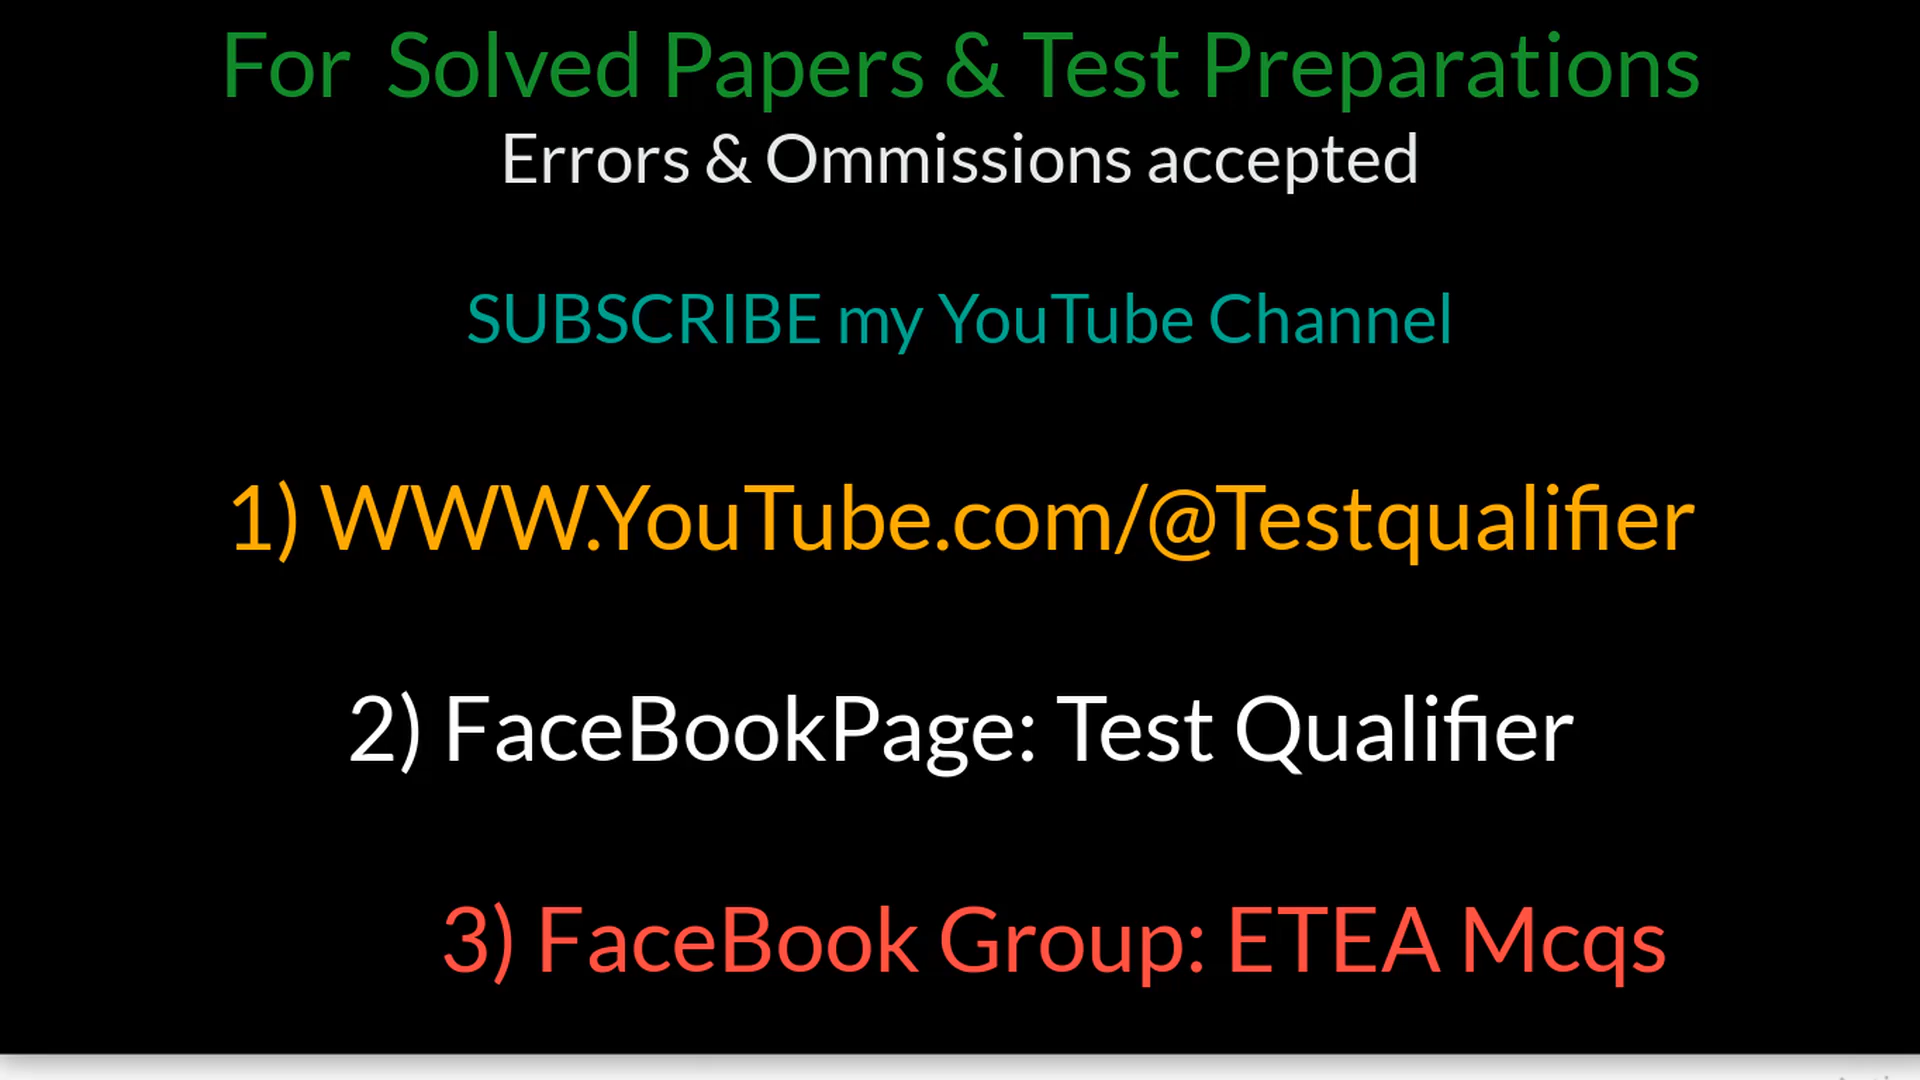 For Solved Papers & Test Preparations
Errors & Ommissions accepted
SUBSCRIBE my YouTube Channel
1) WWW.YouTube.com/@Testqualifier
2) FaceBookPage: Test Qualifier
3) FaceBook Group: ETEA Mcqs